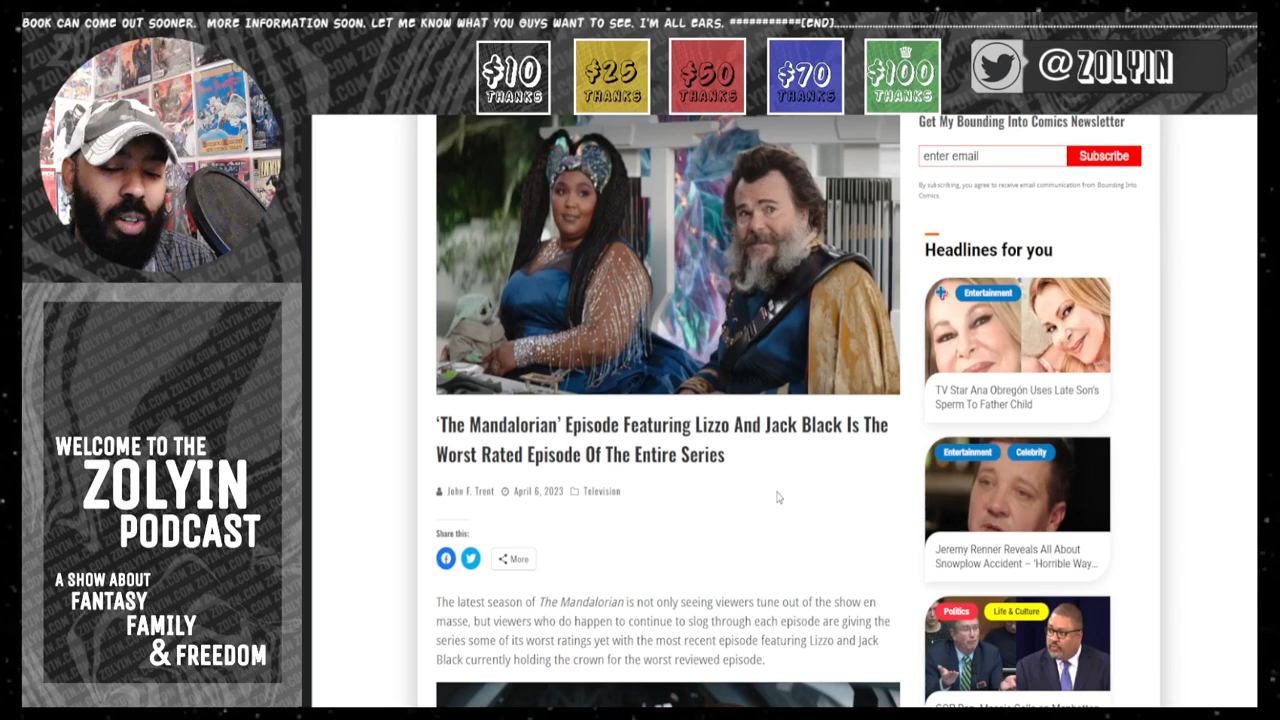 BOOK CAN COME OUT SOONER. MORE INFORMATION SOON. LET ME KNOW WHAT YOU GUYS WANT TO SEE. I'M ALL EARS. ###########[END]
$10
THANKS
$25
THANKS
$50
THANKS
$70
THANKS
$100
THANKS
@ZOLYIN
WELCOME TO THE
ZOLYIN
PODCAST
A SHOW ABOUT
FANTASY
FAMILY
& FREEDOM
‘The Mandalorian’ Episode Featuring Lizzo And Jack Black Is The
Worst Rated Episode Of The Entire Series
John F. Trent April 6, 2023 Television
Share this:
More
The latest season of The Mandalorian is not only seeing viewers tune out of the show en
masse, but viewers who do happen to continue to slog through each episode are giving the
series some of its worst ratings yet with the most recent episode featuring Lizzo and Jack
Black currently holding the crown for the worst reviewed episode.
Get My Bounding Into Comics Newsletter
enter email
Subscribe
By subscribing, you agree to receive email communication from Bounding Into
Comics.
Headlines for you
Entertainment
TV Star Ana Obregón Uses Late Son's
Sperm To Father Child
Entertainment Celebrity
Jeremy Renner Reveals All About
Snowplow Accident – 'Horrible Way...
Politics Life & Culture